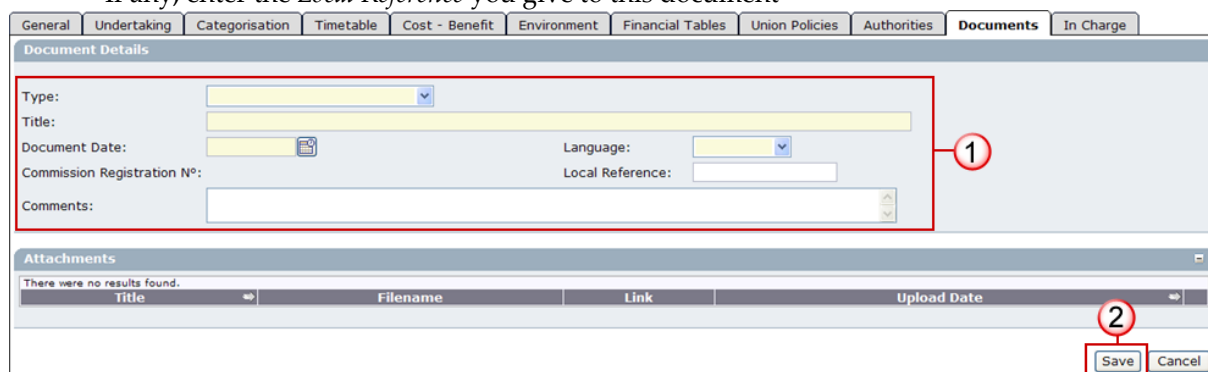 If any, enter the Local Reference you give to this document
General Undertaking Categorisation Timetable Cost - Benefit Environment Financial Tables Union Policies Authorities Documents In Charge
Document Details
Type:
Title:
Document Date: Language:
1
Commission Registration Nº: Local Reference:
Comments:
Attachments
There were no results found.
Title Filename Link Upload Date
2
Save Cancel